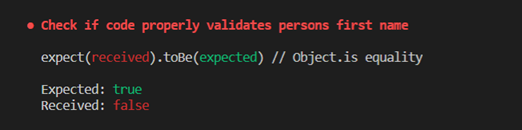 ● Check if code properly validates persons first name
expect(received).toBe(expected) // Object.is equality
Expected: true
Received: false